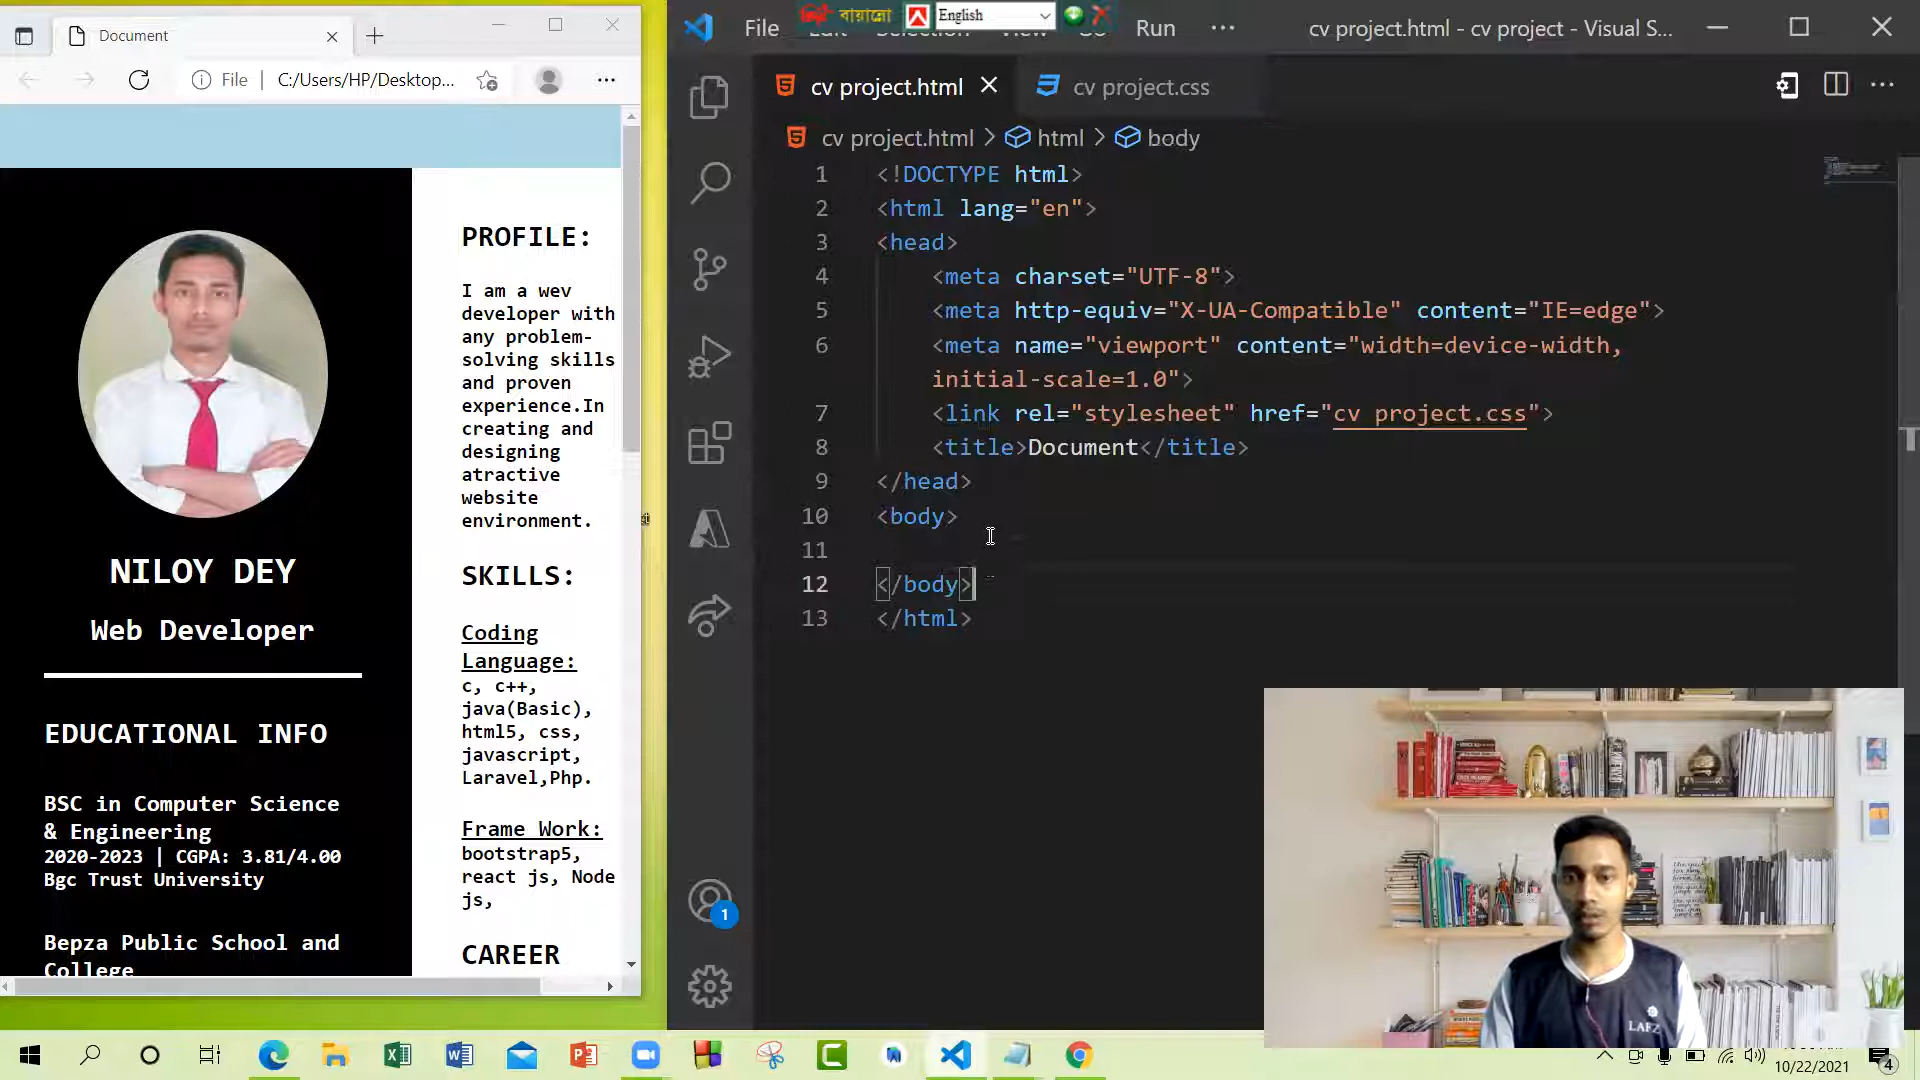 Document
File
C:/Users/HP/Desktop...
PROFILE:
I am a wev
developer with
any problem-
solving skills
and proven
experience.In
creating and
designing
atractive
website
environment.
SKILLS:
Coding
Language:
c, c++,
java(Basic),
html5, css,
javascript,
Laravel,Php.
Frame Work:
bootstrap5,
react js, Node
js,
CAREER
NILOY DEY
Web Developer
EDUCATIONAL INFO
BSC in Computer Science
& Engineering
2020-2023 | CGPA: 3.81/4.00
Bgc Trust University
Bepza Public School and
College
File Edit Selection View Go Run ···
বায়ান্নো
English
cv project.html - cv project - Visual S...
cv project.html
cv project.css
cv project.html > html > body
1 <!DOCTYPE html>
2 <html lang="en">
3 <head>
4 <meta charset="UTF-8">
5 <meta http-equiv="X-UA-Compatible" content="IE=edge">
6 <meta name="viewport" content="width=device-width,
initial-scale=1.0">
7 <link rel="stylesheet" href="cv project.css">
8 <title>Document</title>
9 </head>
10 <body>
11
12 </body>
13 </html>
1
LAFZ
10/22/2021
4